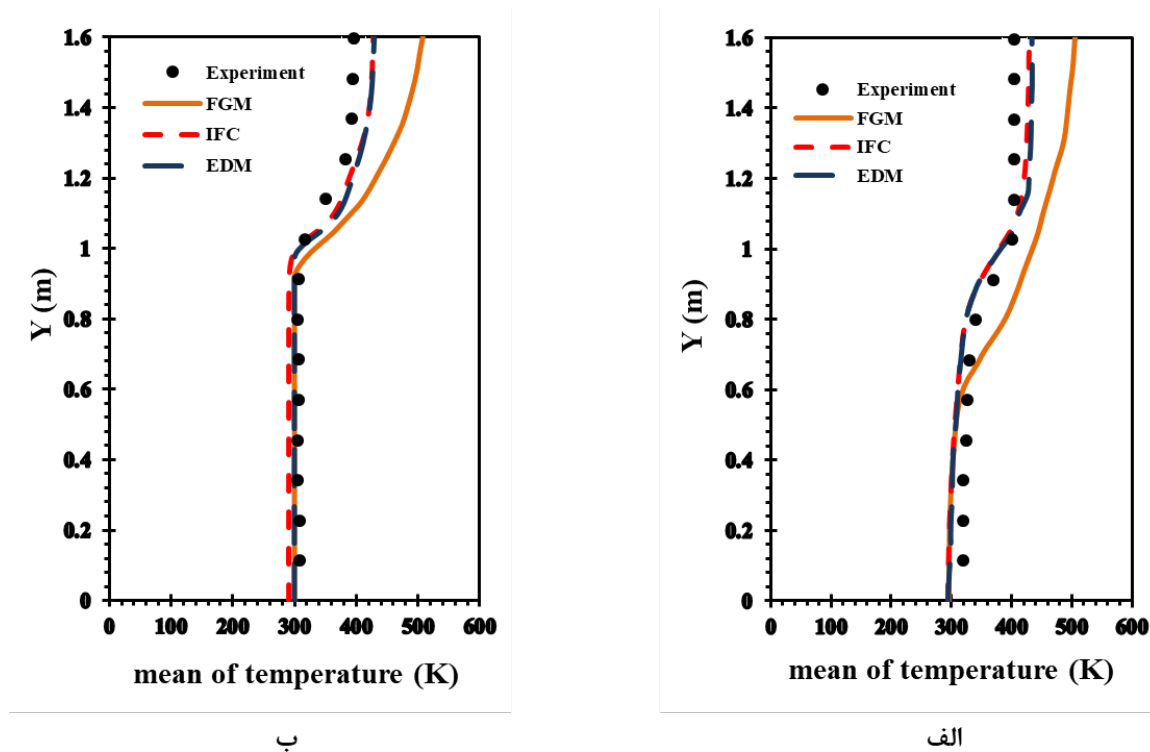 1.6
1.4
1.2
1
0.8
0.6
0.4
0.2
0
Y (m)
Experiment
FGM
IFC
EDM
0 100 200 300 400 500 600
mean of temperature (K)
ب
1.6
1.4
1.2
1
0.8
0.6
0.4
0.2
0
Y (m)
Experiment
FGM
IFC
EDM
0 100 200 300 400 500 600
mean of temperature (K)
الف